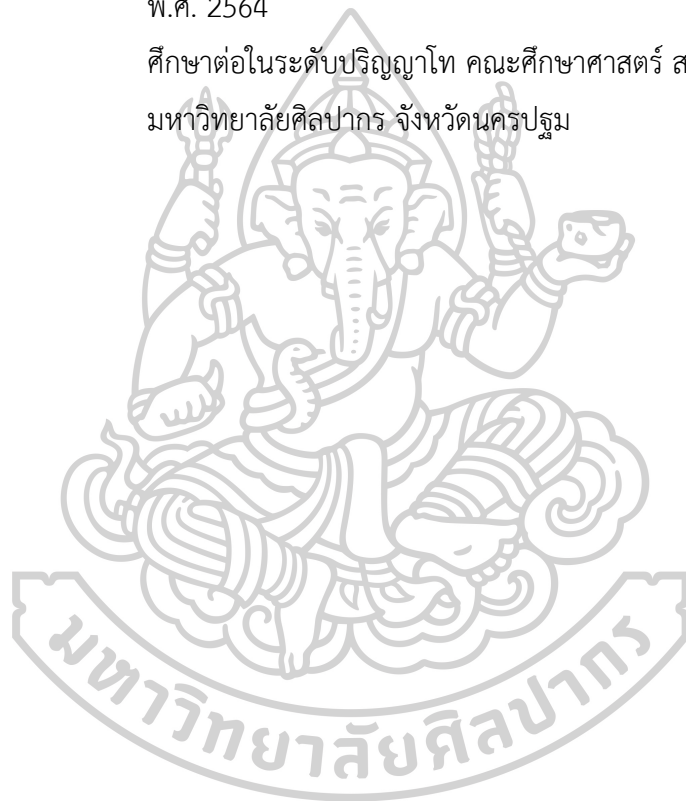 พ.ศ. 2564
ศึกษาต่อในระดับปริญญาโท คณะศึกษาศาสตร์
มหาวิทยาลัยศิลปากร จังหวัดนครปฐม
มหาวิทยาลัยศิลปากร